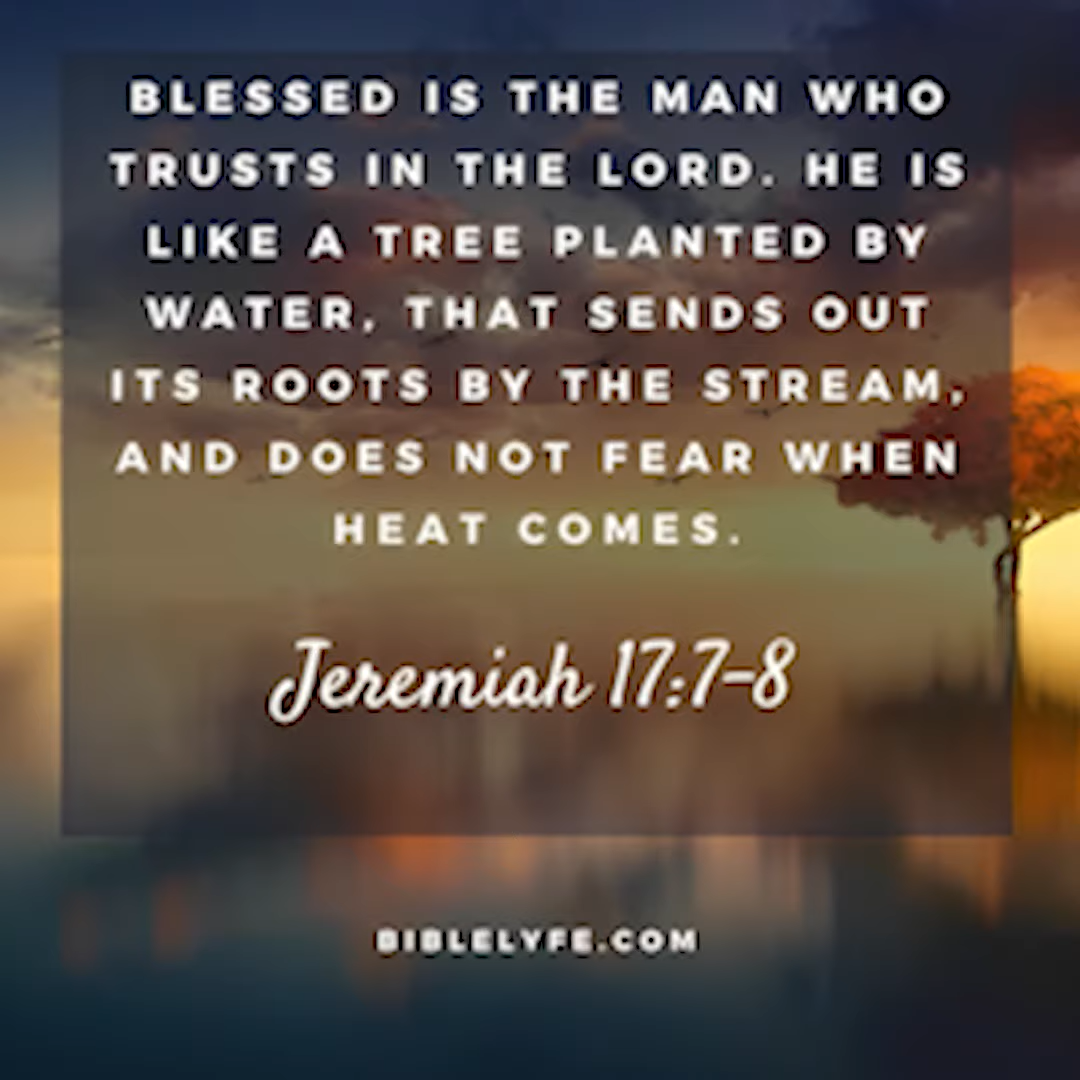 BLESSED IS THE MAN WHO
TRUSTS IN THE LORD. HE IS
LIKE A TREE PLANTED BY
WATER, THAT SENDS OUT
ITS ROOTS BY THE STREAM,
AND DOES NOT FEAR WHEN
HEAT COMES.
Jeremiah 17:7-8
BIBLELYFE.COM